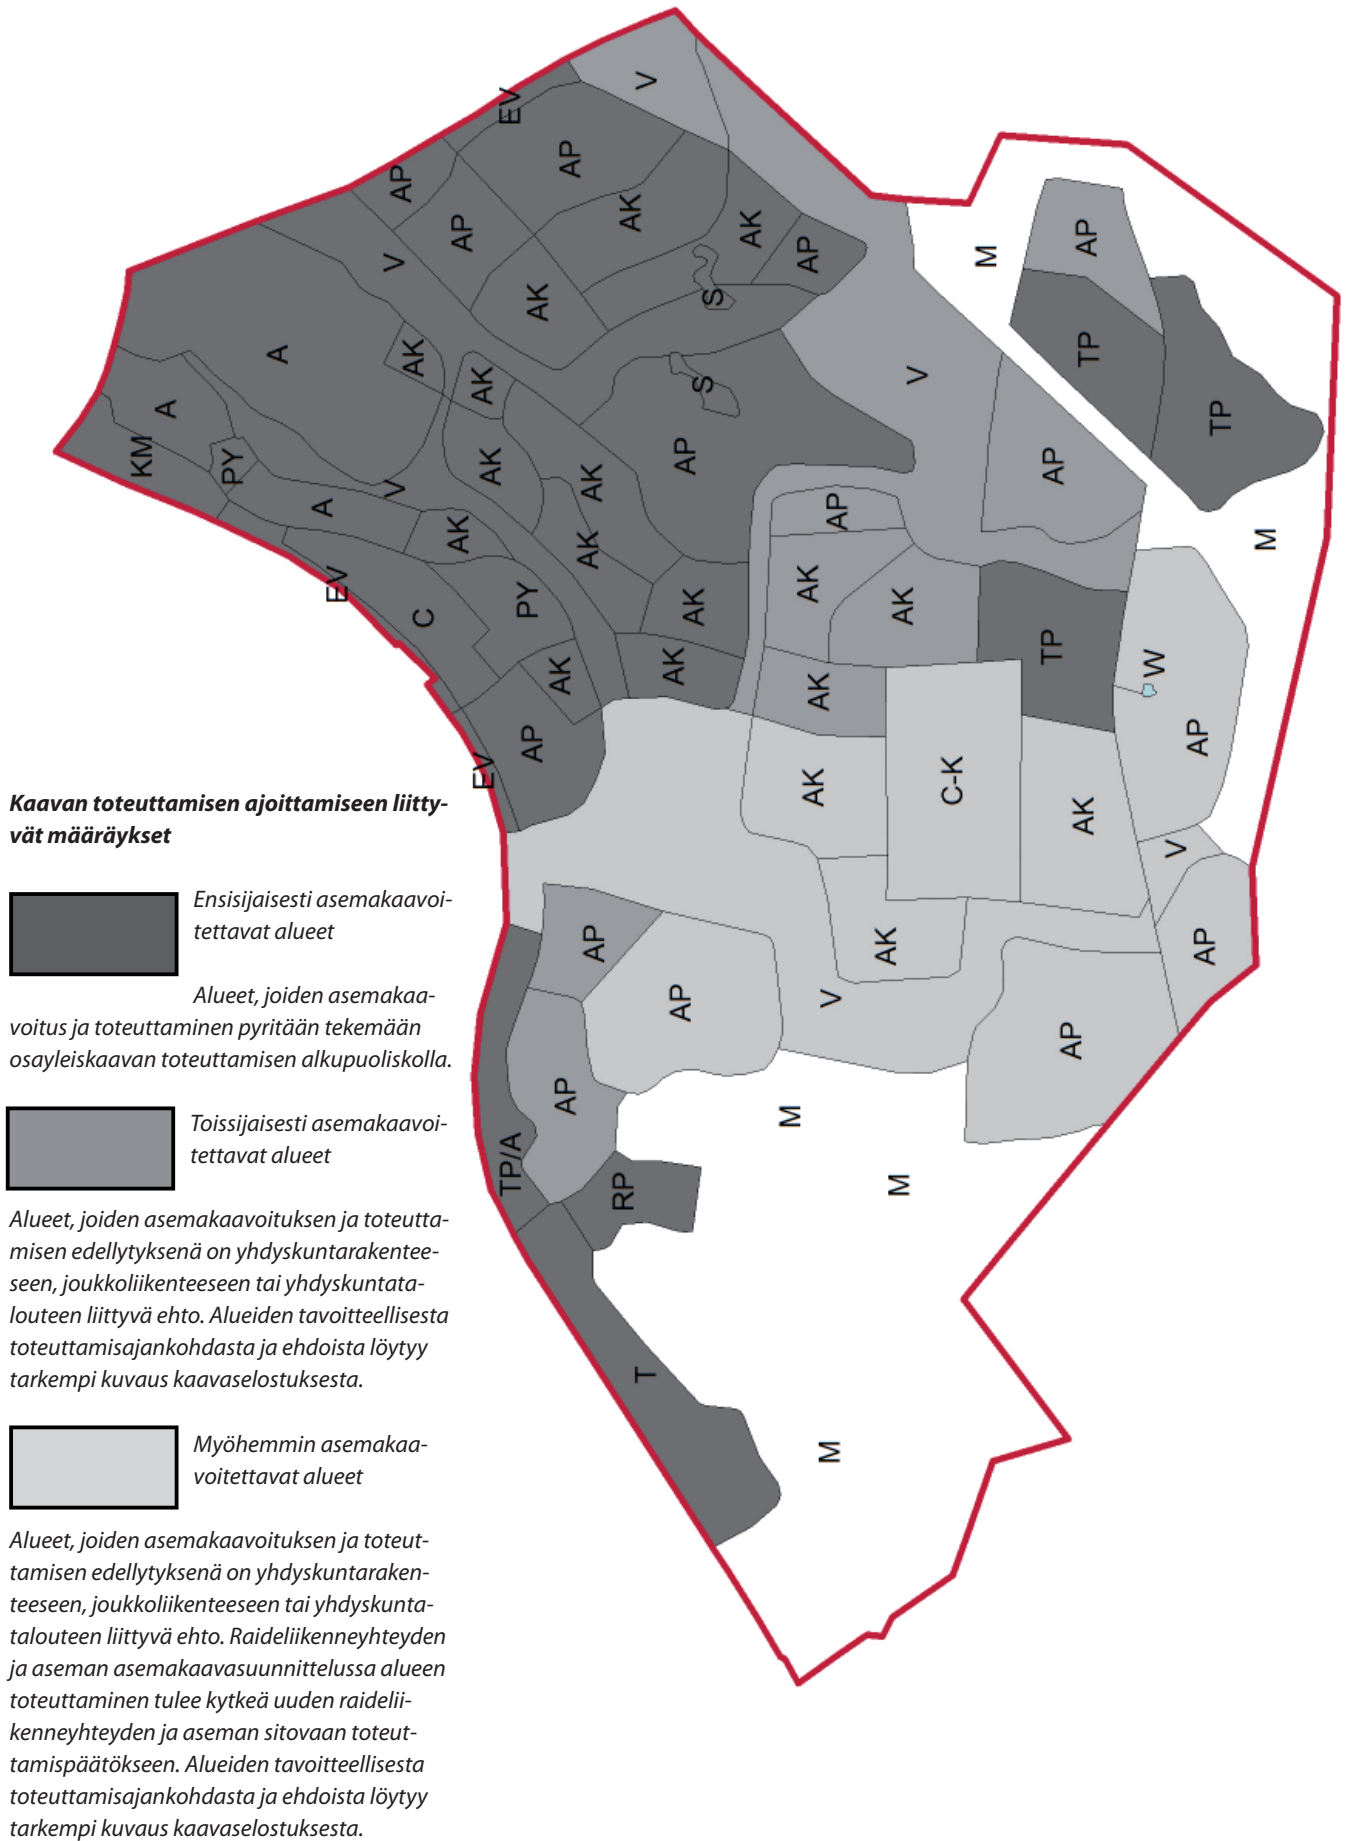 Kaavan toteuttamisen ajoittamiseen liitty-
vät määräykset
Ensisijaisesti asemakaavoi-
tettavat alueet
Alueet, joiden asemakaa-
voitus ja toteuttaminen pyritään tekemään
osayleiskaavan toteuttamisen alkupuoliskolla.
Toissijaisesti asemakaavoi-
tettavat alueet
Alueet, joiden asemakaavoituksen ja toteutta-
misen edellytyksenä on yhdyskuntarakentee-
seen, joukkoliikenteeseen tai yhdyskuntata-
louteen liittyvä ehto. Alueiden tavoitteellisesta
toteuttamisajankohdasta ja ehdoista löytyy
tarkempi kuvaus kaavaselostuksesta.
Myöhemmin asemakaa-
voitettavat alueet
Alueet, joiden asemakaavoituksen ja toteut-
tamisen edellytyksenä on yhdyskuntaraken-
teeseen, joukkoliikenteeseen tai yhdyskunta-
talouteen liittyvä ehto. Raideliikenneyhteyden
ja aseman asemakaavasuunnittelussa alueen
toteuttaminen tulee kytkeä uuden raidelii-
kenneyhteyden ja aseman sitovaan toteut-
tamispäätökseen. Alueiden tavoitteellisesta
toteuttamisajankohdasta ja ehdoista löytyy
tarkempi kuvaus kaavaselostuksesta.
V
EV
AP
AP
AP
AK
AK
AP
V
AK
S
M
AP
A
AK
AK
S
V
TP
TP
A
KM
PY
A
V
AK
AK
AP
AK
AP
AP
M
AK
EV
C
PY
AK
AK
AK
AK
TP
W
AK
AK
AK
AP
EV
AP
AK
C-K
AK
V
AP
AK
AP
AP
V
AP
AP
M
TP/A
RP
M
T
M